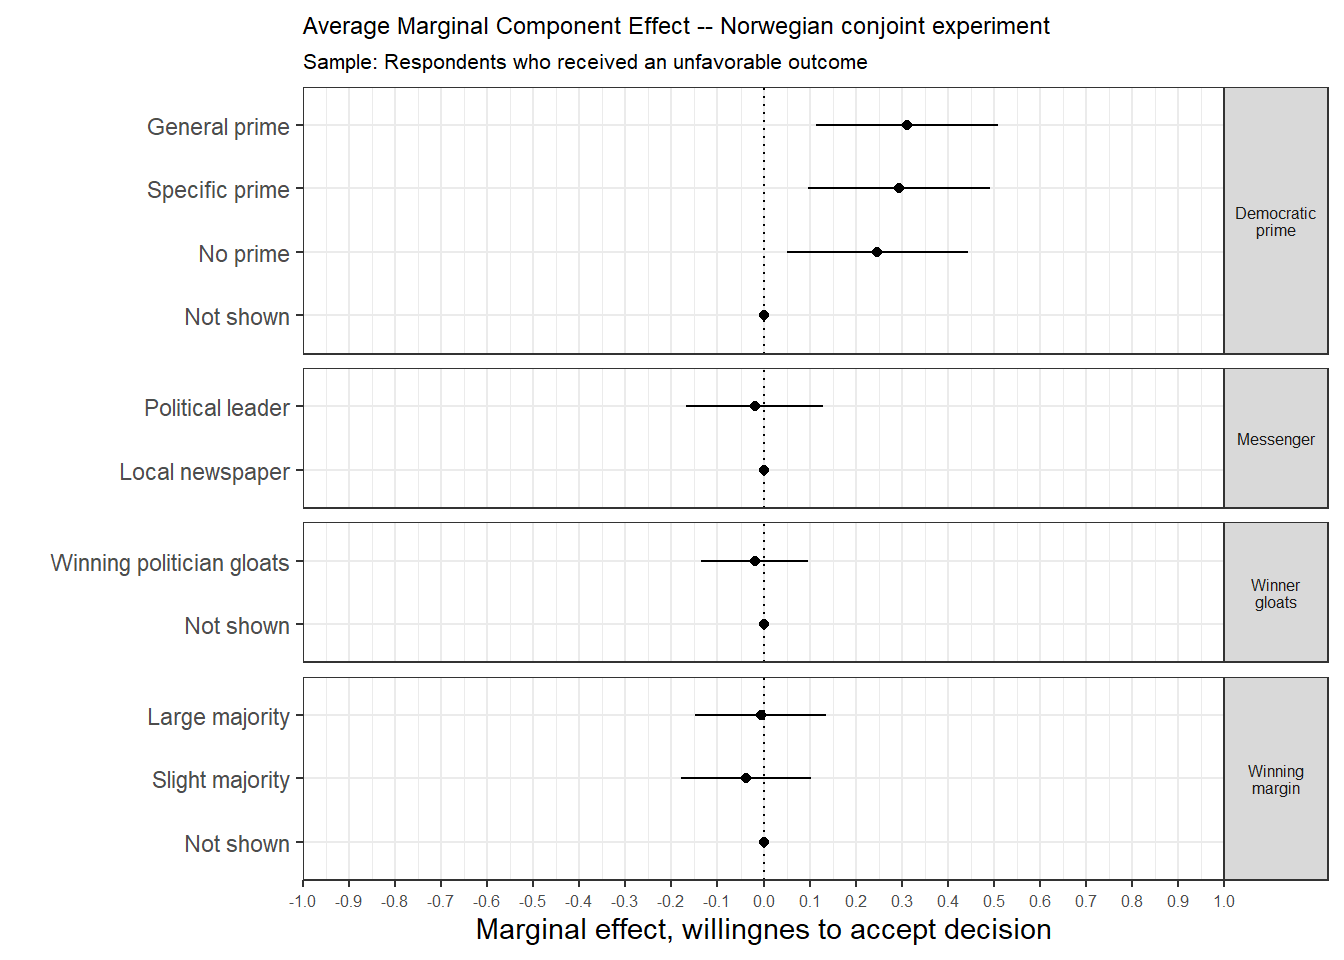 Average Marginal Component Effect -- Norwegian conjoint experiment
Sample: Respondents who received an unfavorable outcome
General prime
Specific prime
No prime
Not shown
Democratic
prime
Political leader
Local newspaper
Messenger
Winning politician gloats
Not shown
Winner
gloats
Large majority
Slight majority
Not shown
Winning
margin
-1.0 -0.9 -0.8 -0.7 -0.6 -0.5 -0.4 -0.3 -0.2 -0.1 0.0 0.1 0.2 0.3 0.4 0.5 0.6 0.7 0.8 0.9 1.0
Marginal effect, willingnes to accept decision